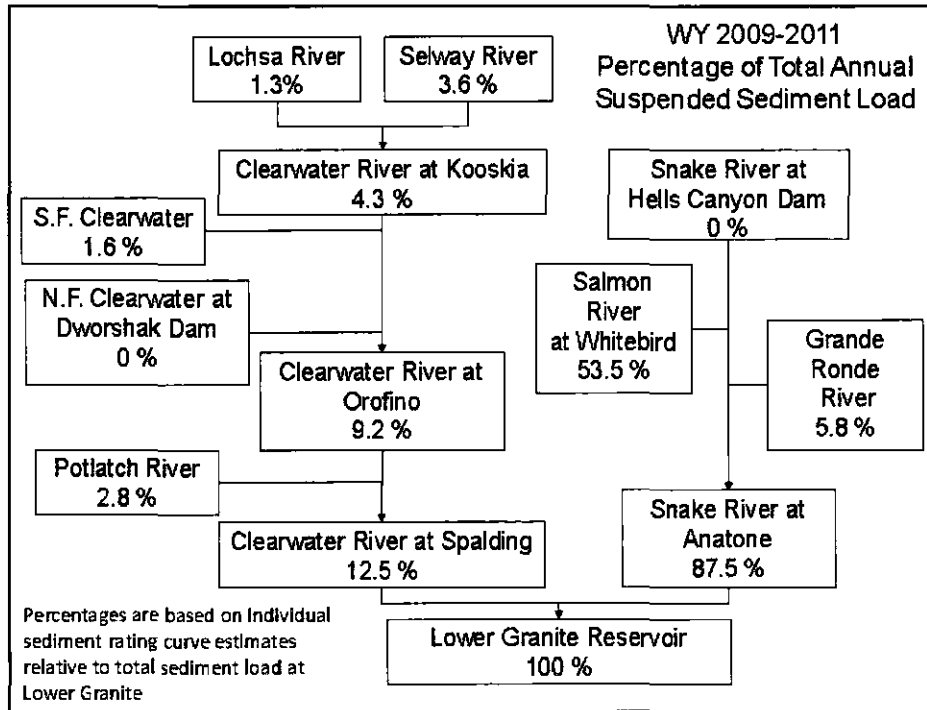 WY 2009-2011
Percentage of Total Annual
Suspended Sediment Load
Lochsa River
1.3%
Selway River
3.6 %
Clearwater River at Kooskia
4.3 %
Snake River at
Hells Canyon Dam
0 %
S.F. Clearwater
1.6 %
N.F. Clearwater at
Dworshak Dam
0 %
Salmon
River
at Whitebird
53.5 %
Grande
Ronde
River
5.8 %
Clearwater River at
Orofino
9.2 %
Potlatch River
2.8 %
Clearwater River at Spalding
12.5 %
Snake River at
Anatone
87.5 %
Percentages are based on individual
sediment rating curve estimates
relative to total sediment load at
Lower Granite
Lower Granite Reservoir
100 %